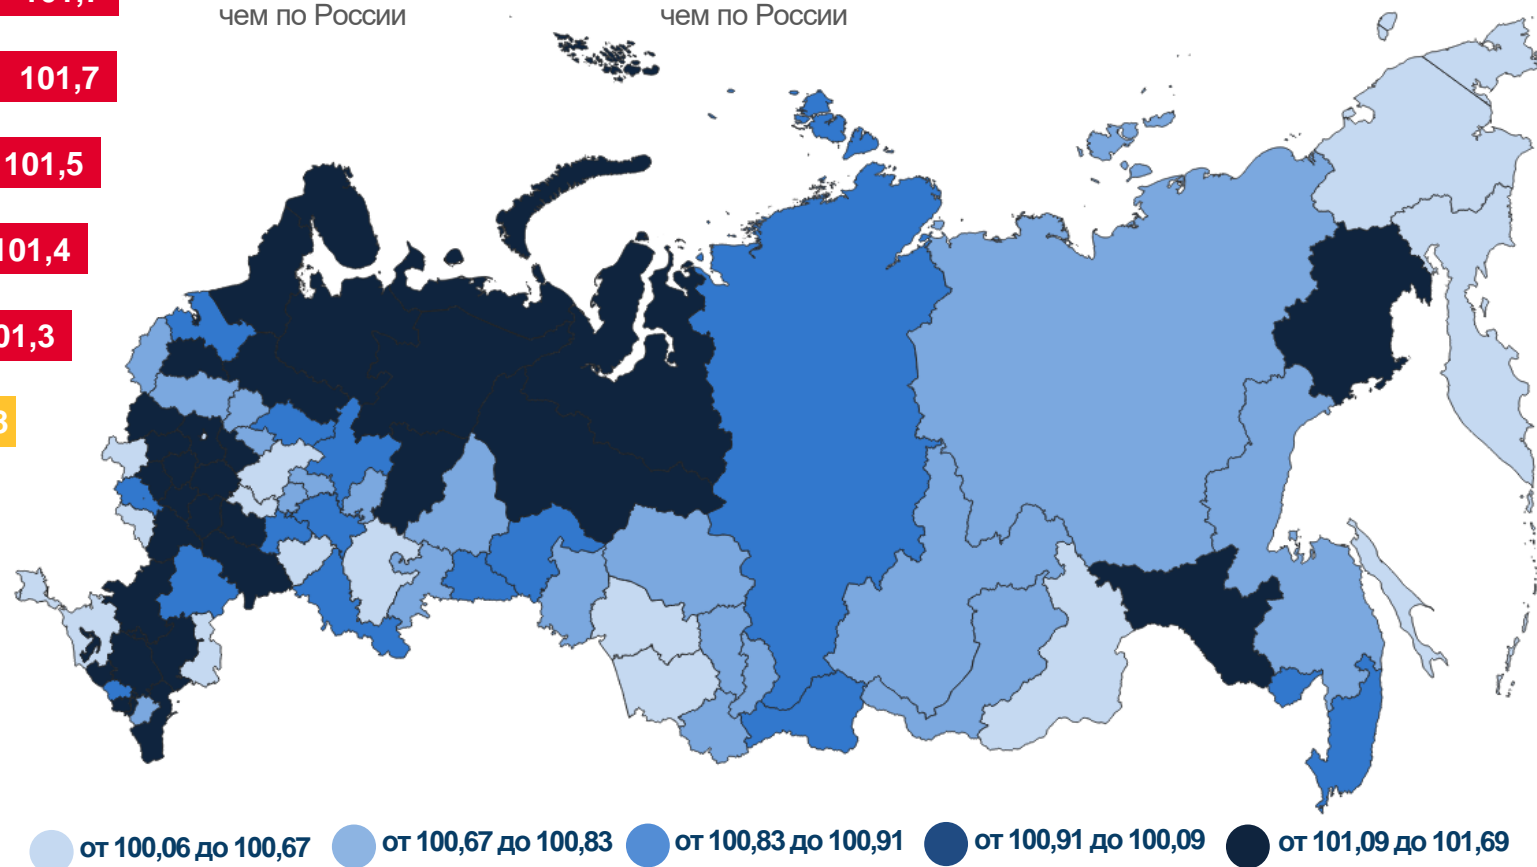 чем по России
чем по России
101,7
101,5
101,4
01,3
от 100,06 до 100,67
от 100,67 до 100,83
от 100,83 до 100,91
от 100,91 до 100,09
от 101,09 до 101,69